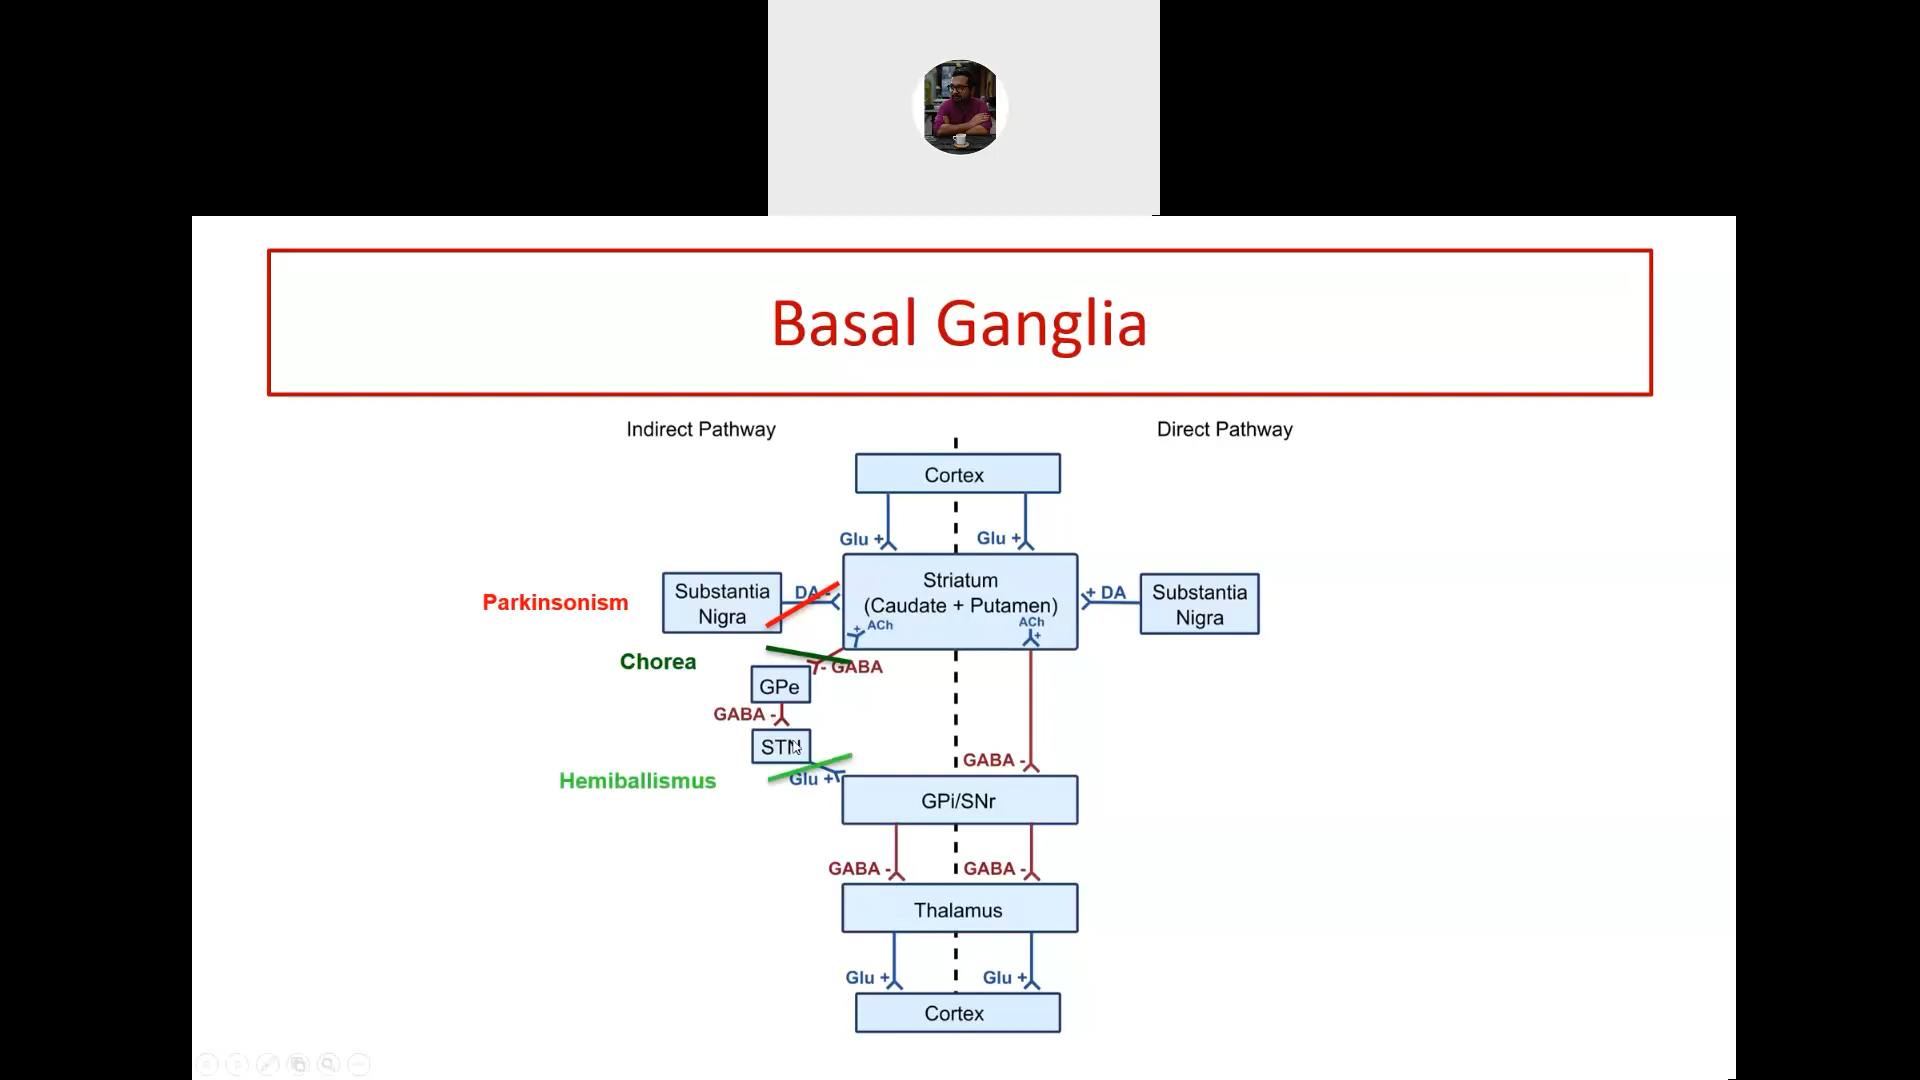 Basal Ganglia
Indirect Pathway
Direct Pathway
Cortex
Glu +
Glu +
Parkinsonism
Substantia
Nigra
DA -
Striatum
(Caudate + Putamen)
+ ACh
ACh
+
+ DA
Substantia
Nigra
Chorea
- GABA
GPe
GABA -
STN
Hemiballismus
Glu +
GABA -
GPi/SNr
GABA -
GABA -
Thalamus
Glu +
Glu +
Cortex